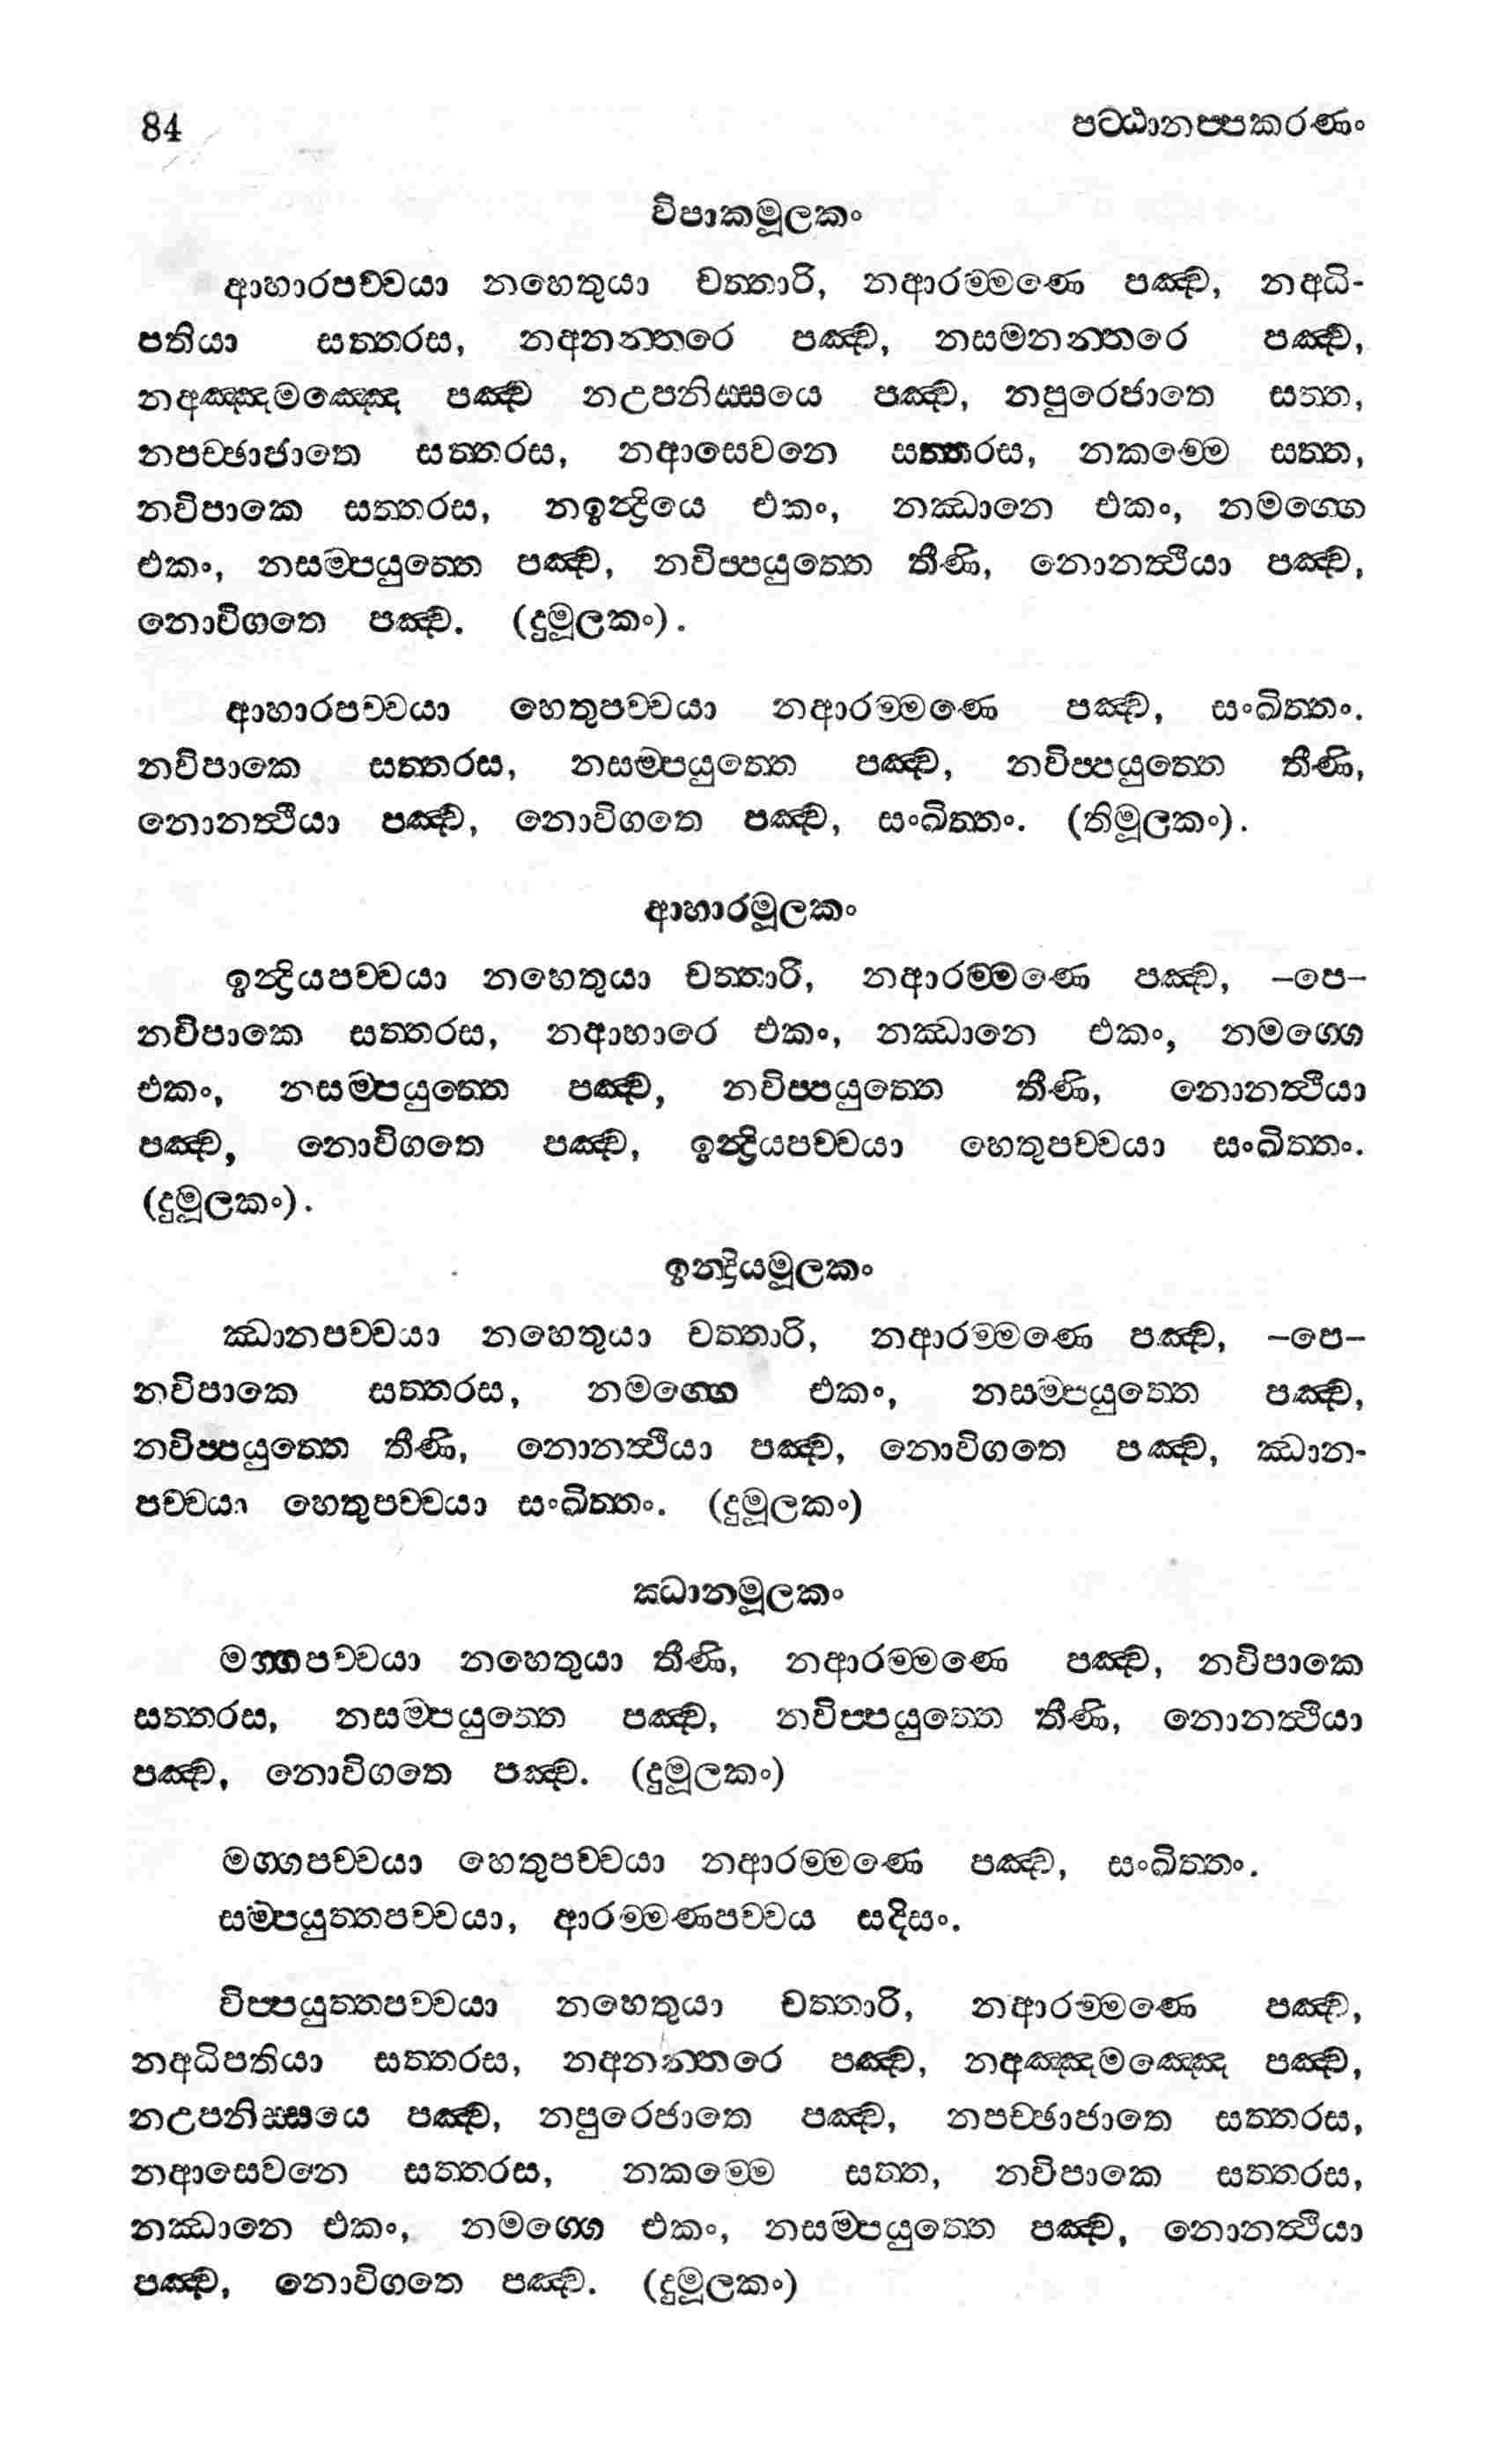 84 පට්ඨානප්පකරණං
විපාකමූලකං
ආහාරපච්චයා නහෙතුයා චත්තාරි, නආරම්මණෙ පඤ්ච, නඅධි-
පතියා සත්තරස, නඅනන්තරෙ පඤ්ච, නසමනන්තරෙ පඤ්ච,
නඅඤ්ඤමඤ්ඤෙ පඤ්ච නඋපනිස්සයෙ පඤ්ච, නපුරෙජාතෙ සත්ත,
නපච්ඡාජාතෙ සත්තරස, නආසෙවනෙ සත්තරස, නකම්මෙ සත්ත,
නවිපාකෙ සත්තරස, නඉන්ද්‍රියෙ එකං, නඣානෙ එකං, නමග්ගෙ
එකං, නසම්පයුත්තෙ පඤ්ච, නවිප්පයුත්තෙ තීණි, නොනත්ථියා පඤ්ච,
නොවිගතෙ පඤ්ච. (දුමූලකං).
ආහාරපච්චයා හෙතුපච්චයා නආරම්මණෙ පඤ්ච, සංඛිත්තං.
නවිපාකෙ සත්තරස, නසම්පයුත්තෙ පඤ්ච, නවිප්පයුත්තෙ තීණි,
නොනත්ථියා පඤ්ච, නොවිගතෙ පඤ්ච, සංඛිත්තං. (තිමූලකං).
ආහාරමූලකං
ඉන්ද්‍රියපච්චයා නහෙතුයා චත්තාරි, නආරම්මණෙ පඤ්ච, –පෙ–
නවිපාකෙ සත්තරස, නආහාරෙ එකං, නඣානෙ එකං, නමග්ගෙ
එකං, නසම්පයුත්තෙ පඤ්ච, නවිප්පයුත්තෙ තීණි, නොනත්ථියා
පඤ්ච, නොවිගතෙ පඤ්ච, ඉන්ද්‍රියපච්චයා හෙතුපච්චයා සංඛිත්තං.
(දුමූලකං).
ඉන්ද්‍රියමූලකං
ඣානපච්චයා නහෙතුයා චත්තාරි, නආරම්මණෙ පඤ්ච, –පෙ–
නවිපාකෙ සත්තරස, නමග්ගෙ එකං, නසම්පයුත්තෙ පඤ්ච,
නවිප්පයුත්තෙ තීණි, නොනත්ථියා පඤ්ච, නොවිගතෙ පඤ්ච, ඣාන-
පච්චයා හෙතුපච්චයා සංඛිත්තං. (දුමූලකං)
ඣානමූලකං
මග්ගපච්චයා නහෙතුයා තීණි, නආරම්මණෙ පඤ්ච, නවිපාකෙ
සත්තරස, නසම්පයුත්තෙ පඤ්ච, නවිප්පයුත්තෙ තීණි, නොනත්ථියා
පඤ්ච, නොවිගතෙ පඤ්ච. (දුමූලකං)
මග්ගපච්චයා හෙතුපච්චයා නආරම්මණෙ පඤ්ච, සංඛිත්තං.
සම්පයුත්තපච්චයා, ආරම්මණපච්චය සදිසං.
විප්පයුත්තපච්චයා නහෙතුයා චත්තාරි, නආරම්මණෙ පඤ්ච,
නඅධිපතියා සත්තරස, නඅනන්තරෙ පඤ්ච, නඅඤ්ඤමඤ්ඤෙ පඤ්ච,
නඋපනිස්සයෙ පඤ්ච, නපුරෙජාතෙ පඤ්ච, නපච්ඡාජාතෙ සත්තරස,
නආසෙවනෙ සත්තරස, නකම්මෙ සත්ත, නවිපාකෙ සත්තරස,
නඣානෙ එකං, නමග්ගෙ එකං, නසම්පයුත්තෙ පඤ්ච, නොනත්ථියා
පඤ්ච, නොවිගතෙ පඤ්ච. (දුමූලකං)